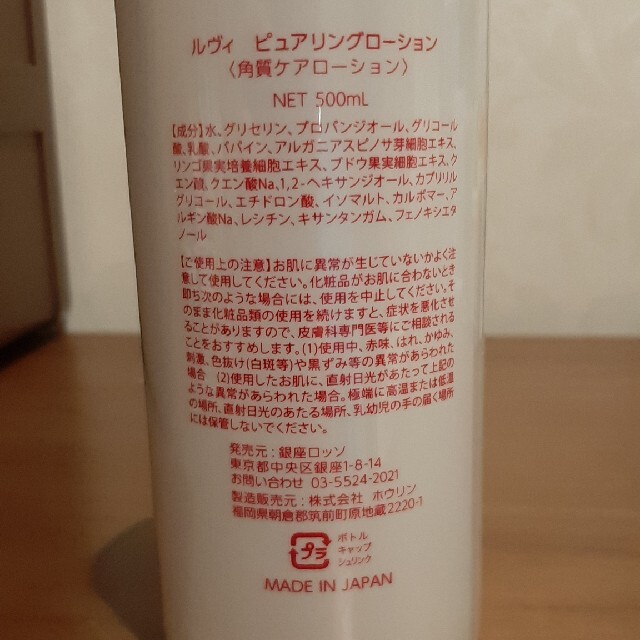 ルヴィ ピュアリングローション
〈角質ケアローション〉
NET 500mL
【成分】水、グリセリン、プロパンジオール、グリコール
酸、乳酸、パパイン、アルガニアスピノサ芽細胞エキス、
リンゴ果実培養細胞エキス、ブドウ果実細胞エキス、ク
エン酸、クエン酸Na、1,2-ヘキサンジオール、カプリリル
グリコール、エチドロン酸、イソマルト、カルボマー、ア
ルギン酸Na、レシチン、キサンタンガム、フェノキシエタ
ノール
【ご使用上の注意】お肌に異常が生じていないかよく注
意して使用してください。化粧品がお肌に合わないとき
即ち次のような場合には、使用を中止してください。そ
のまま化粧品類の使用を続けますと、症状を悪化させ
ることがありますので、皮膚科専門医等にご相談される
ことをおすすめします。(1)使用中、赤味、はれ、かゆみ、
刺激、色抜け(白斑等)や黒ずみ等の異常があらわれた
場合 (2)使用したお肌に、直射日光があたって上記の
ような異常があらわれた場合。極端に高温または低温
の場所、直射日光のあたる場所、乳幼児の手の届く場所
には保管しないでください。
発売元：銀座ロッソ
東京都中央区銀座1-8-14
お問い合わせ 03-5524-2021
製造販売元：株式会社 ホウリン
福岡県朝倉郡筑前町原地蔵2220-1
プラ
ボトル
キャップ
シュリンク
MADE IN JAPAN